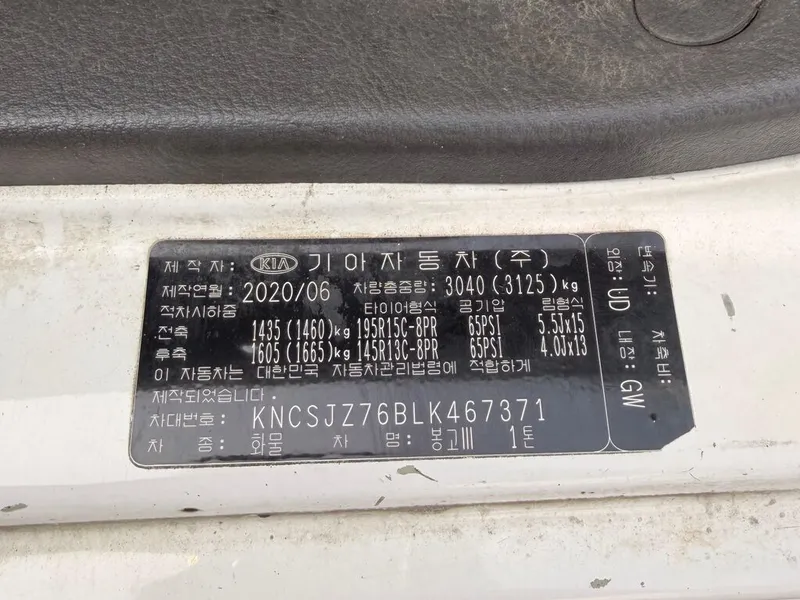 제 작 자: KIA 기아자동차(주)
제작연월: 2020/06 차량총중량: 3040(3125)kg
적차시하중 타이어형식 공기압 림형식
전축 1435(1460)kg 195R15C-8PR 65PSI 5.5Jx15
후축 1605(1665)kg 145R13C-8PR 65PSI 4.0Jx13
이 자동차는 대한민국 자동차관리법령에 적합하게
제작되었습니다.
차대번호: KNCSJZ76BLK467371
차 종: 화물 차 명: 봉고III 1톤
변속기: 차축비:
외장: UD 내장: GW